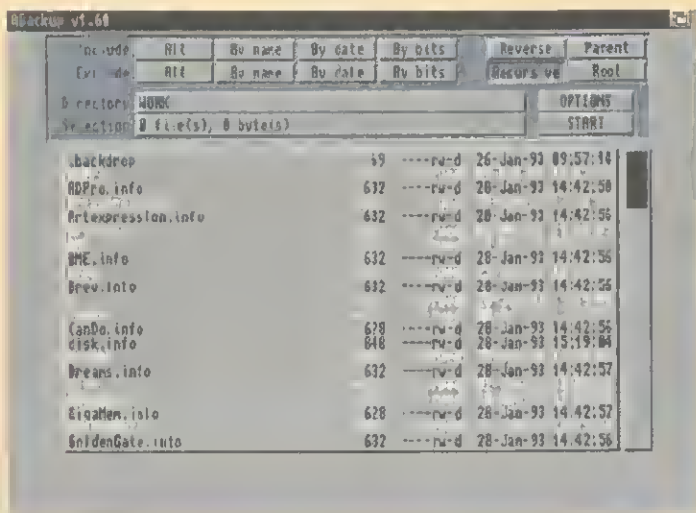 ABackup v1.60
Include All By name By date By bits Reverse Parent
Exclude All By name By date By bits Recursive Root
Directory WORK OPTIONS
Selection 0 file(s), 0 byte(s) START
.backdrop 49 ----rw-d 26-Jan-93 09:57:14
ADPro.info 632 ----rw-d 28-Jan-93 14:42:58
Artexpression.info 632 ----rw-d 28-Jan-93 14:42:56
BME.info 632 ----rw-d 28-Jan-93 14:42:56
Brev.info 632 ----rw-d 28-Jan-93 14:42:56
CanDo.info 628 ----rw-d 28-Jan-93 14:42:56
disk.info 848 ----rw-d 28-Jan-93 15:19:04
Dreams.info 632 ----rw-d 28-Jan-93 14:42:57
GigaMem.info 628 ----rw-d 28-Jan-93 14:42:57
GoldenGate.info 632 ----rw-d 28-Jan-93 14:42:56